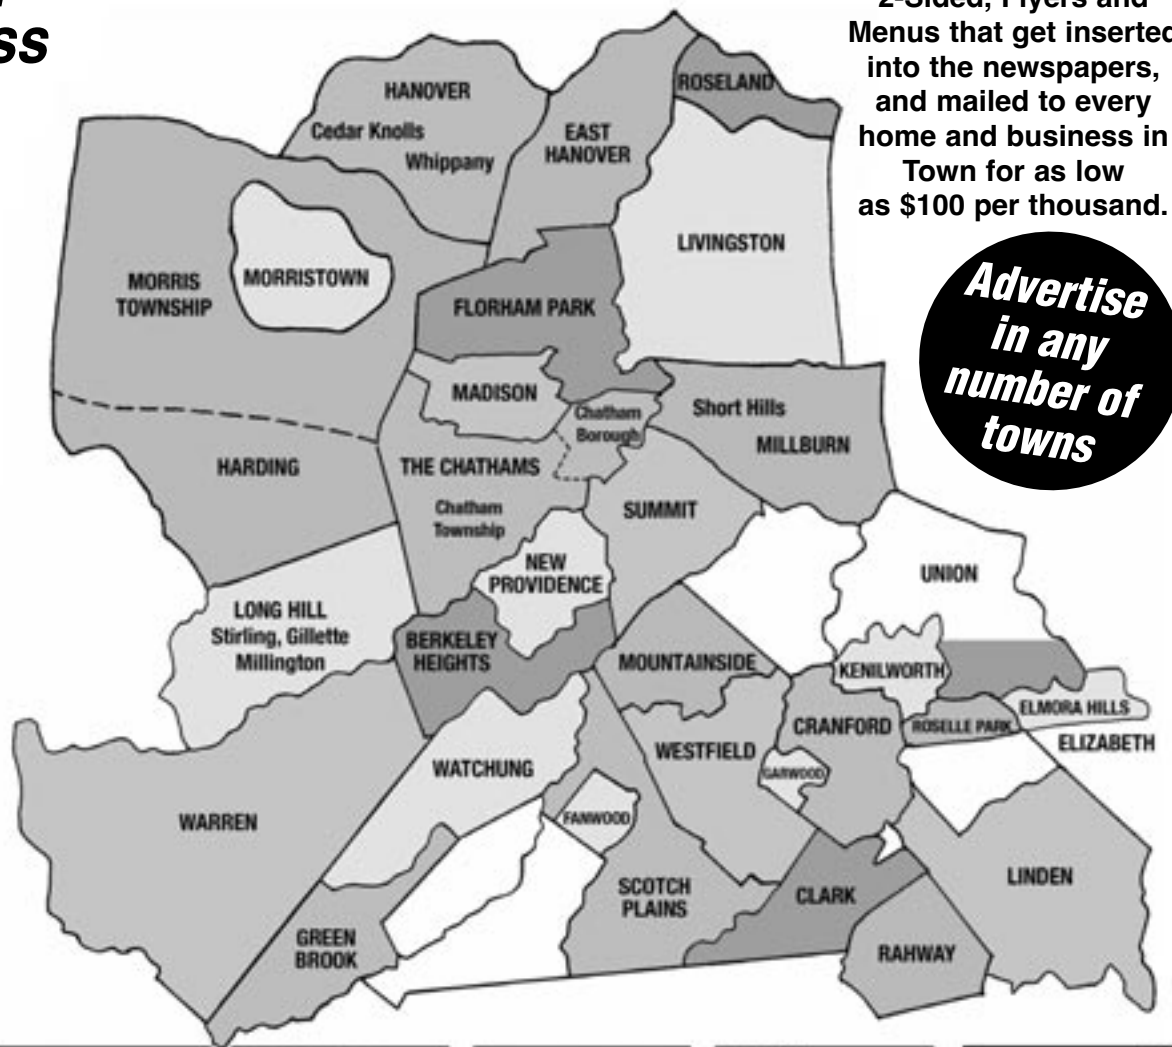 ss
2-Sided, Flyers and
Menus that get inserted
into the newspapers,
and mailed to every
home and business in
Town for as low
as $100 per thousand.
Advertise
in any
number of
towns
HANOVER
Cedar Knolls
Whippany
EAST
HANOVER
ROSELAND
LIVINGSTON
MORRIS
TOWNSHIP
MORRISTOWN
FLORHAM PARK
MADISON
Chatham
Borough
Short Hills
MILLBURN
HARDING
THE CHATHAMS
Chatham
Township
SUMMIT
NEW
PROVIDENCE
UNION
LONG HILL
Stirling, Gillette
Millington
BERKELEY
HEIGHTS
MOUNTAINSIDE
KENILWORTH
ELMORA HILLS
ROSELLE PARK
ELIZABETH
CRANFORD
WESTFIELD
GARWOOD
WATCHUNG
FANWOOD
WARREN
SCOTCH
PLAINS
CLARK
LINDEN
GREEN
BROOK
RAHWAY